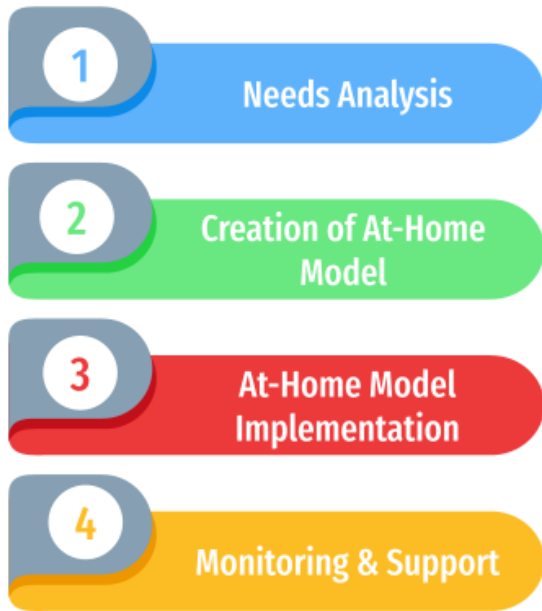 1
Needs Analysis
2
Creation of At-Home
Model
3
At-Home Model
Implementation
4
Monitoring & Support